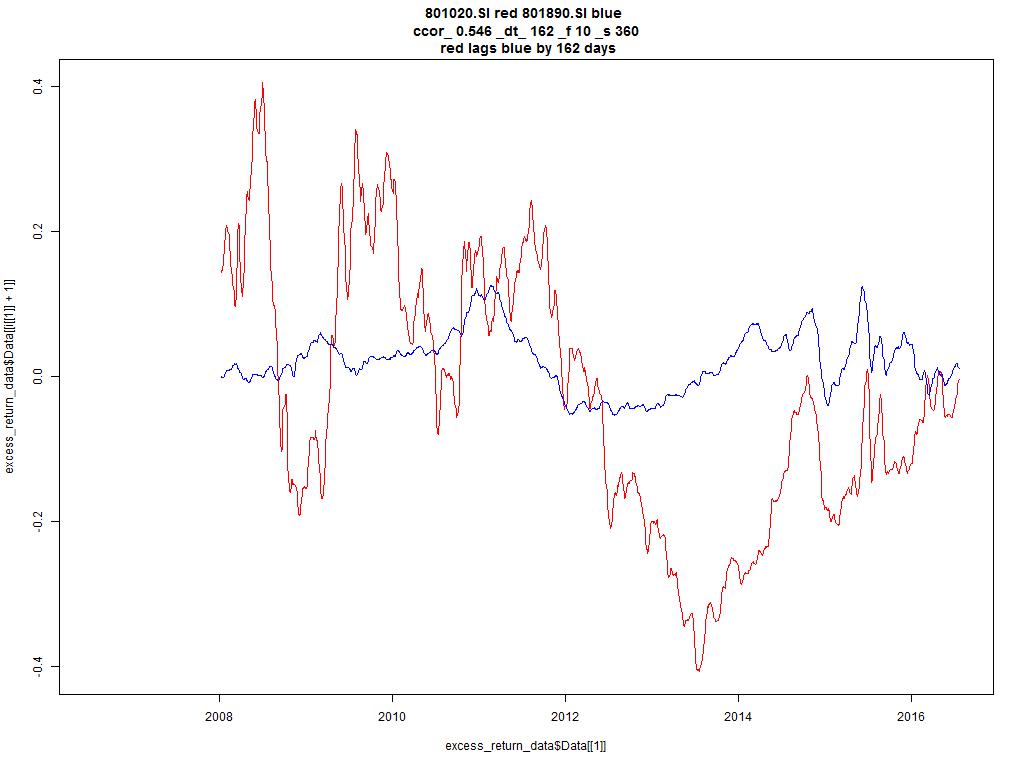 801020.SI red 801890.SI blue
ccor_ 0.546 _dt_ 162 _f 10 _s 360
red lags blue by 162 days
0.4
0.2
0.0
-0.2
-0.4
excess_return_data$Data[[i[[1]] + 1]]
2008 2010 2012 2014 2016
excess_return_data$Data[[1]]